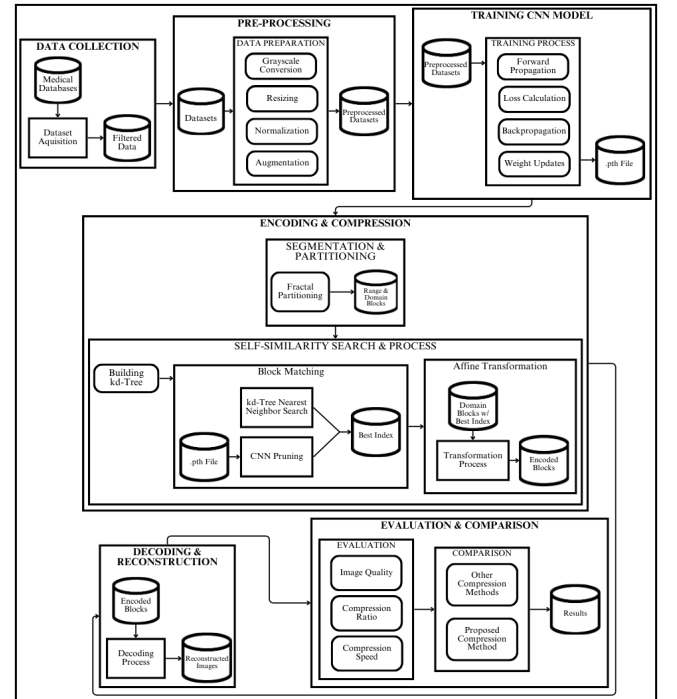 DATA COLLECTION
Medical
Databases
Dataset
Aquisition
Filtered
Data
PRE-PROCESSING
Datasets
DATA PREPARATION
Grayscale
Conversion
Resizing
Normalization
Augmentation
Preprocessed
Datasets
TRAINING CNN MODEL
Preprocessed
Datasets
TRAINING PROCESS
Forward
Propagation
Loss Calculation
Backpropagation
Weight Updates
.pth File
ENCODING & COMPRESSION
SEGMENTATION &
PARTITIONING
Fractal
Partitioning
Range &
Domain
Blocks
SELF-SIMILARITY SEARCH & PROCESS
Building
kd-Tree
Block Matching
kd-Tree Nearest
Neighbor Search
.pth File
CNN Pruning
Best Index
Affine Transformation
Domain
Blocks w/
Best Index
Transformation
Process
Encoded
Blocks
DECODING &
RECONSTRUCTION
Encoded
Blocks
Decoding
Process
Reconstructed
Images
EVALUATION & COMPARISON
EVALUATION
Image Quality
Compression
Ratio
Compression
Speed
COMPARISON
Other
Compression
Methods
Proposed
Compression
Method
Results